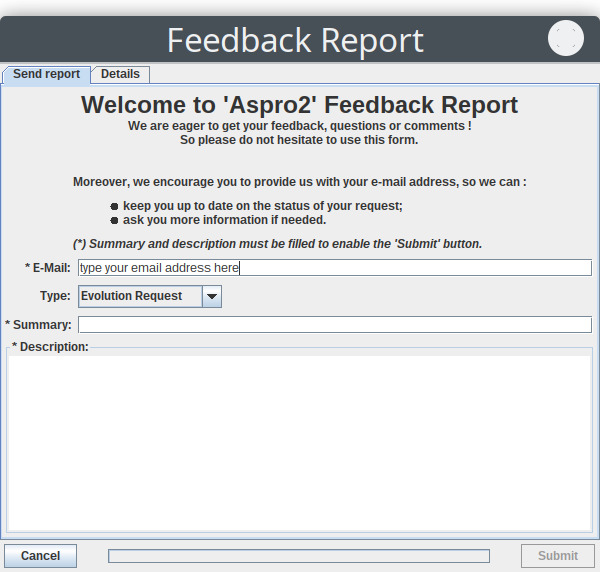 Feedback Report
Send report
Details
Welcome to 'Aspro2' Feedback Report
We are eager to get your feedback, questions or comments !
So please do not hesitate to use this form.
Moreover, we encourage you to provide us with your e-mail address, so we can :
keep you up to date on the status of your request;
ask you more information if needed.
(*) Summary and description must be filled to enable the 'Submit' button.
* E-Mail: type your email address here
Type: Evolution Request
* Summary:
* Description:
Cancel
Submit